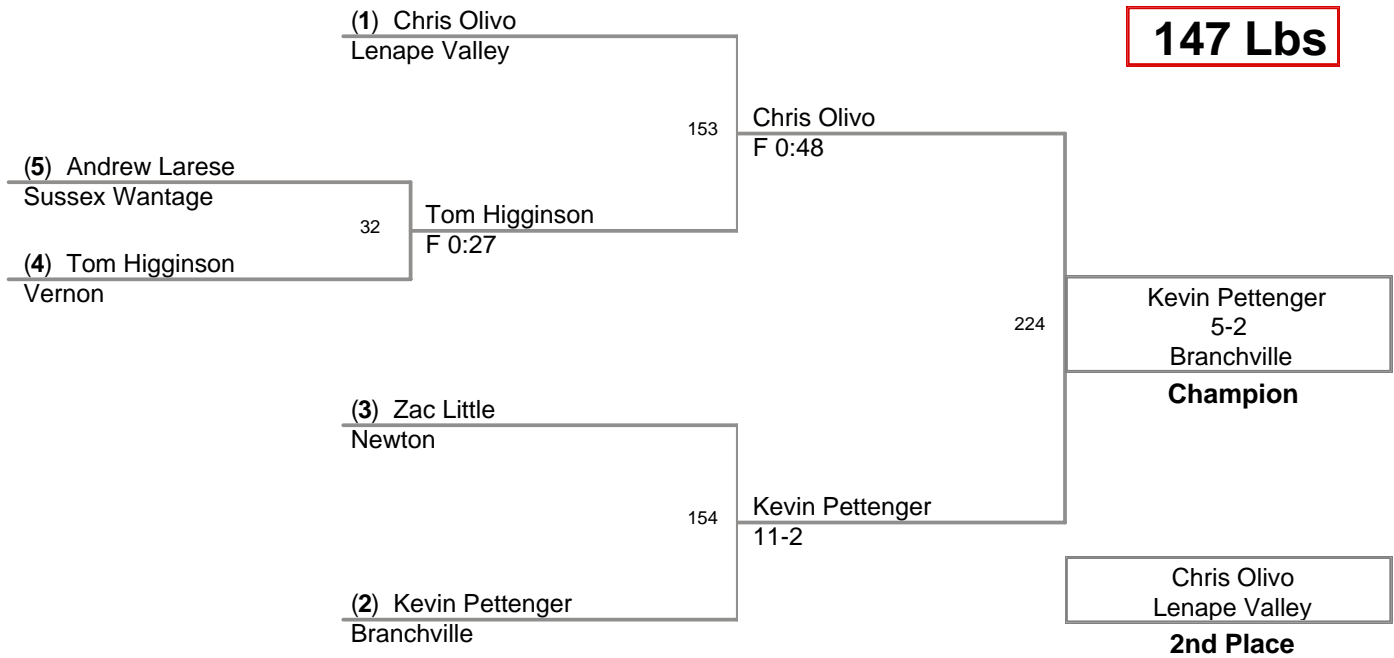 (1) Chris Olivo
Lenape Valley
147 Lbs
153
Chris Olivo
F 0:48
(5) Andrew Larese
Sussex Wantage
32
Tom Higginson
F 0:27
(4) Tom Higginson
Vernon
224
Kevin Pettenger
5-2
Branchville
Champion
(3) Zac Little
Newton
154
Kevin Pettenger
11-2
(2) Kevin Pettenger
Branchville
Chris Olivo
Lenape Valley
2nd Place